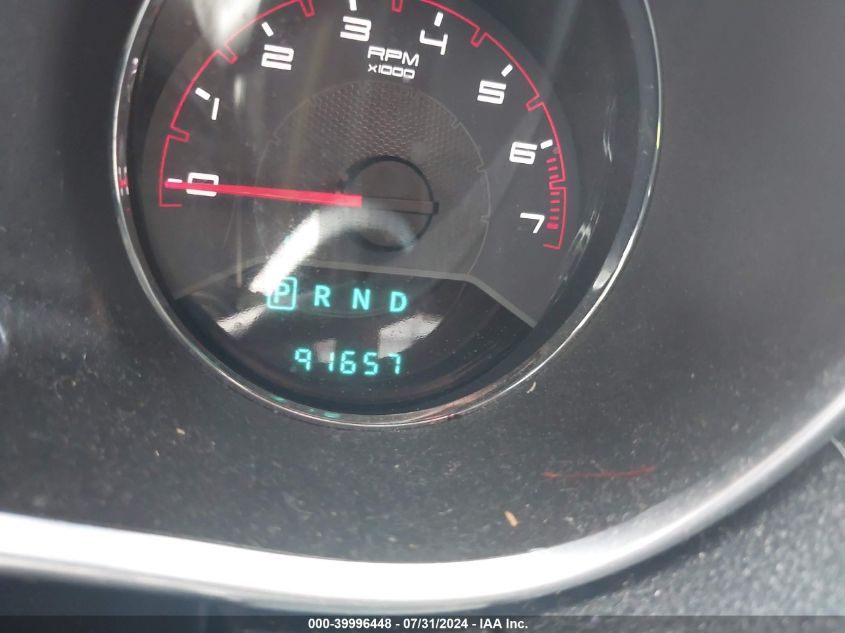 0 1 2 3 4 5 6 7
RPM
X1000
P R N D
91657
000-39996448 - 07/31/2024 - IAA Inc.